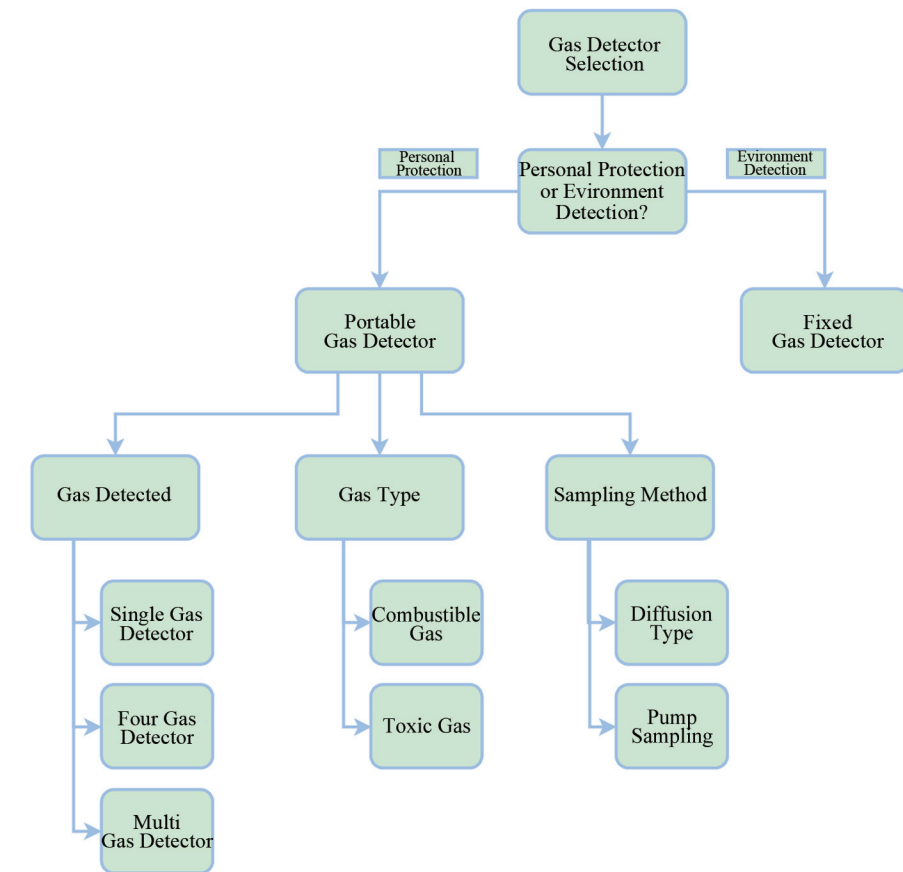 Gas Detector
Selection
Personal
Protection
Personal Protection
or Evironment
Detection?
Evironment
Detection
Portable
Gas Detector
Fixed
Gas Detector
Gas Detected
Gas Type
Sampling Method
Single Gas
Detector
Combustible
Gas
Diffusion
Type
Four Gas
Detector
Toxic Gas
Pump
Sampling
Multi
Gas Detector